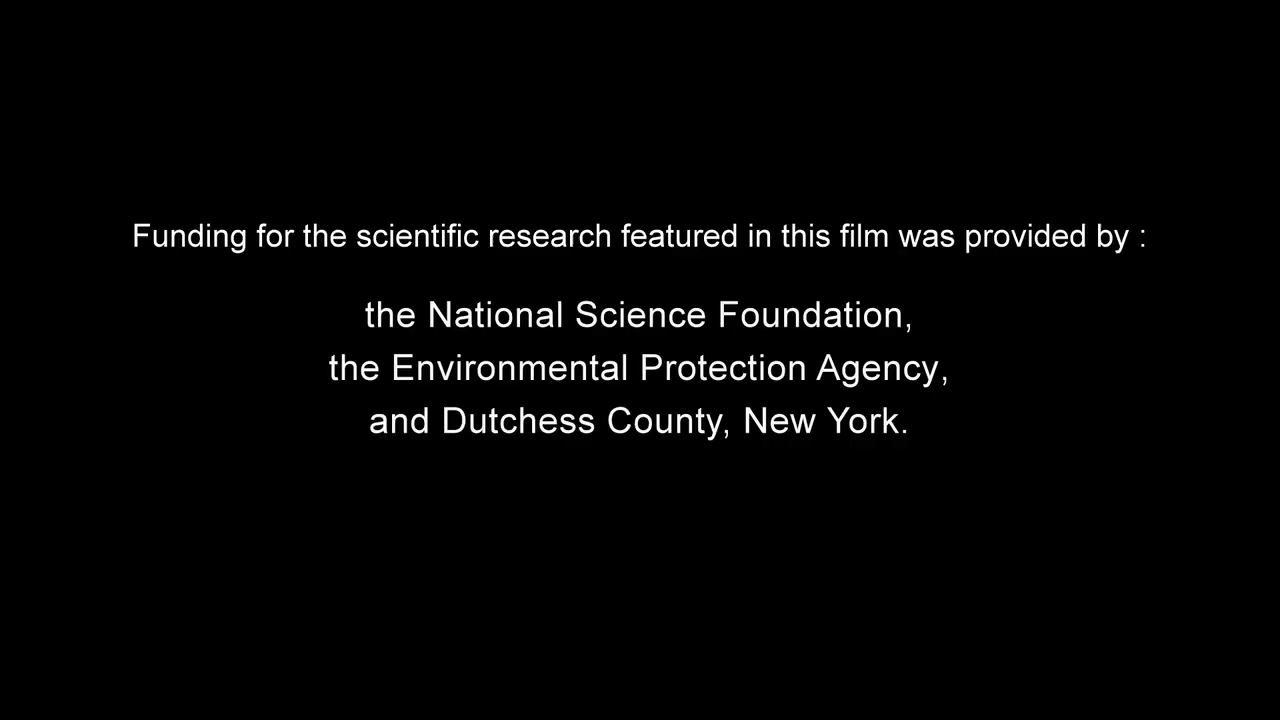 Funding for the scientific research featured in this film was provided by :
the National Science Foundation,
the Environmental Protection Agency,
and Dutchess County, New York.